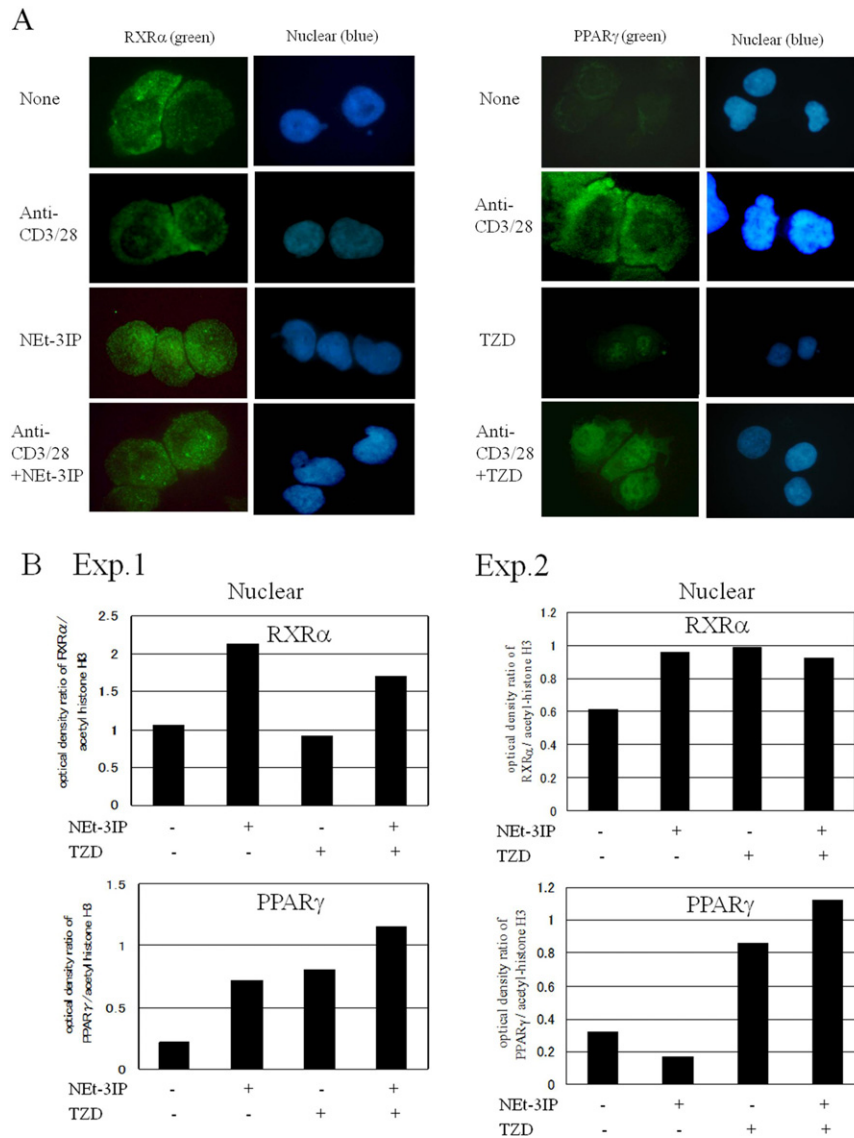 A
RXRα (green) Nuclear (blue)
None
Anti-
CD3/28
NEt-3IP
Anti-
CD3/28
+NEt-3IP
PPARγ (green) Nuclear (blue)
None
Anti-
CD3/28
TZD
Anti-
CD3/28
+TZD
B Exp.1
Nuclear
RXRα
optical density ratio of RXRα/
acetyl histone H3
2.5
2
1.5
1
0.5
0
NEt-3IP - + - +
TZD - - + +
PPARγ
optical density ratio of
PPARγ/acetyl histone H3
1.5
1
0.5
0
NEt-3IP - + - +
TZD - - + +
Exp.2
Nuclear
RXRα
optical density ratio of
RXRα/ acetyl-histone H3
1.2
1
0.8
0.6
0.4
0.2
0
NEt-3IP - + - +
TZD - - + +
PPARγ
optical density ratio of
PPARγ/ acetyl-histone H3
1.2
1
0.8
0.6
0.4
0.2
0
NEt-3IP - + - +
TZD - - + +